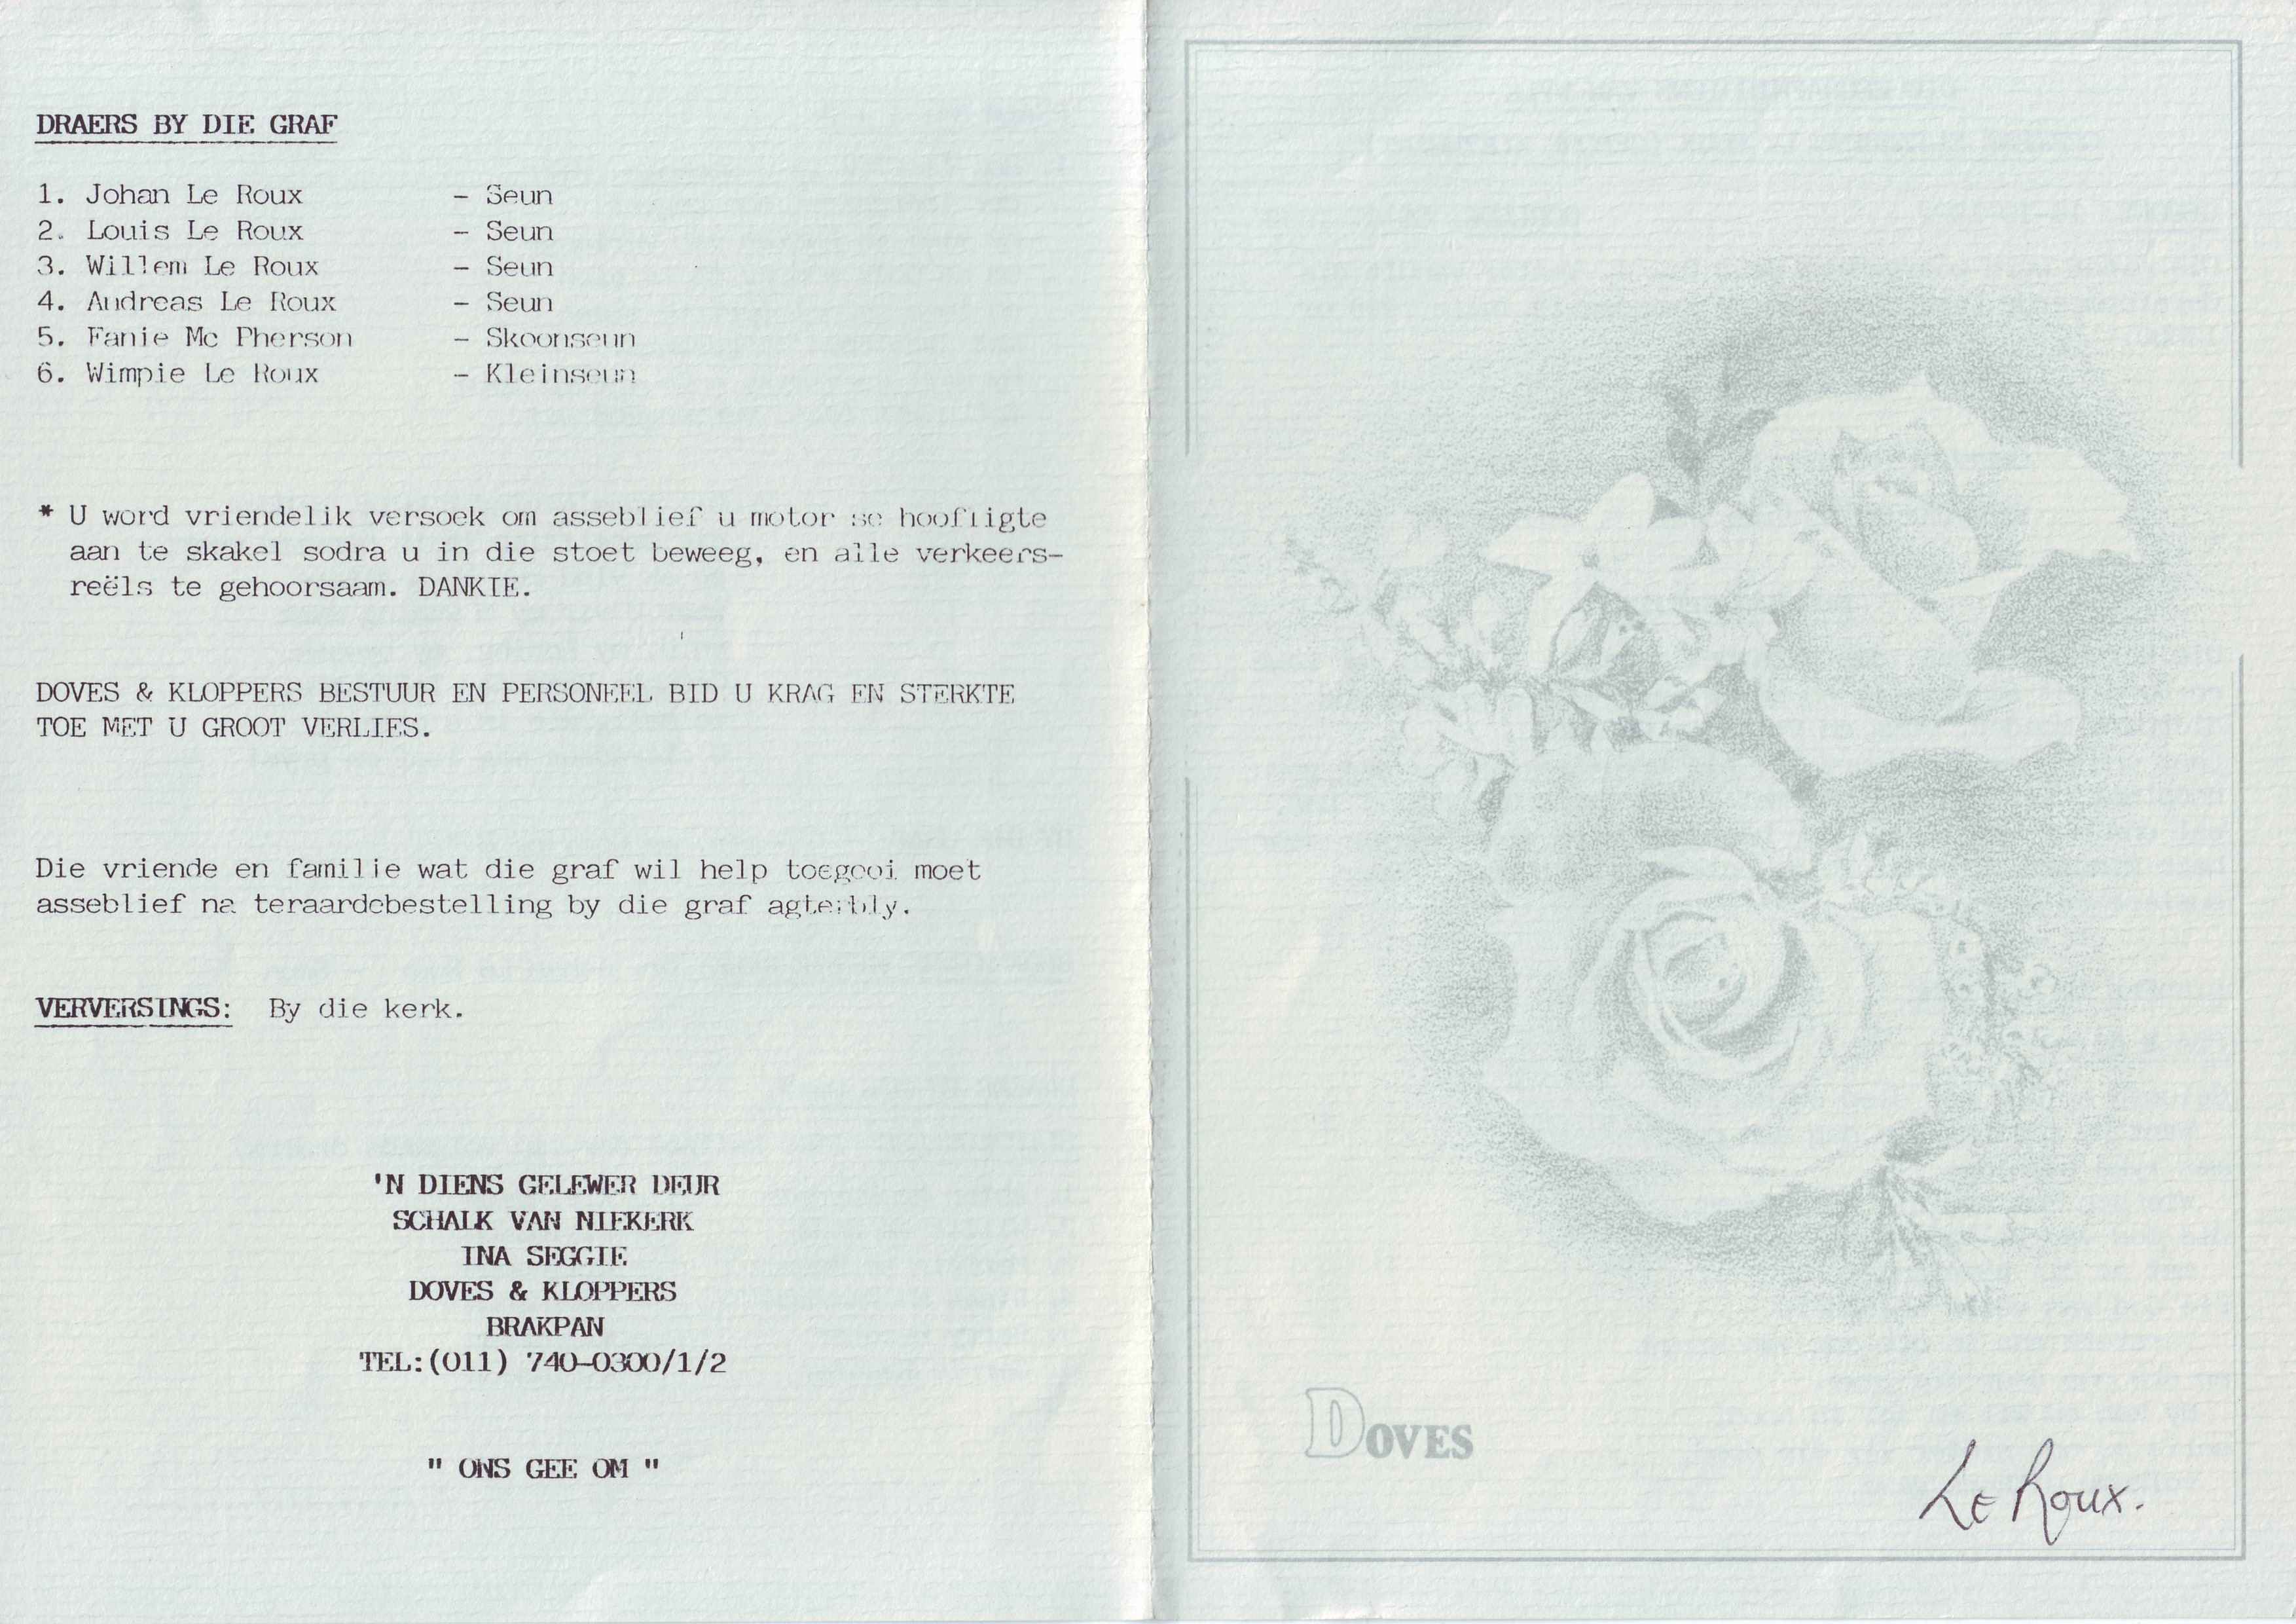 DRAERS BY DIE GRAF
1. Johan Le Roux - Seun
2. Louis Le Roux - Seun
3. Willem Le Roux - Seun
4. Andreas Le Roux - Seun
5. Fanie Mc Pherson - Skoonseun
6. Wimpie Le Roux - Kleinseun
* U word vriendelik versoek om asseblief u motor se hoofligte
aan te skakel sodra u in die stoet beweeg, en alle verkeers-
reëls te gehoorsaam. DANKIE.
DOVES & KLOPPERS BESTUUR EN PERSONEEL BID U KRAG EN STERKTE
TOE MET U GROOT VERLIES.
Die vriende en familie wat die graf wil help toegooi moet
asseblief na teraardebestelling by die graf agterbly.
VERVERSINGS: By die kerk.
'N DIENS GELEWER DEUR
SCHALK VAN NIEKERK
INA SEGGIE
DOVES & KLOPPERS
BRAKPAN
TEL:(011) 740-0300/1/2
" ONS GEE OM "
DOVES
Le Roux.